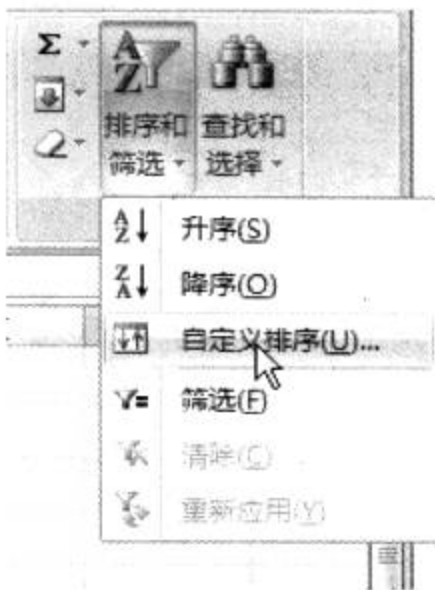 Σ
排序和 查找和
筛选 选择
升序(S)
降序(O)
自定义排序(U)...
筛选(F)
清除(C)
重新应用(Y)